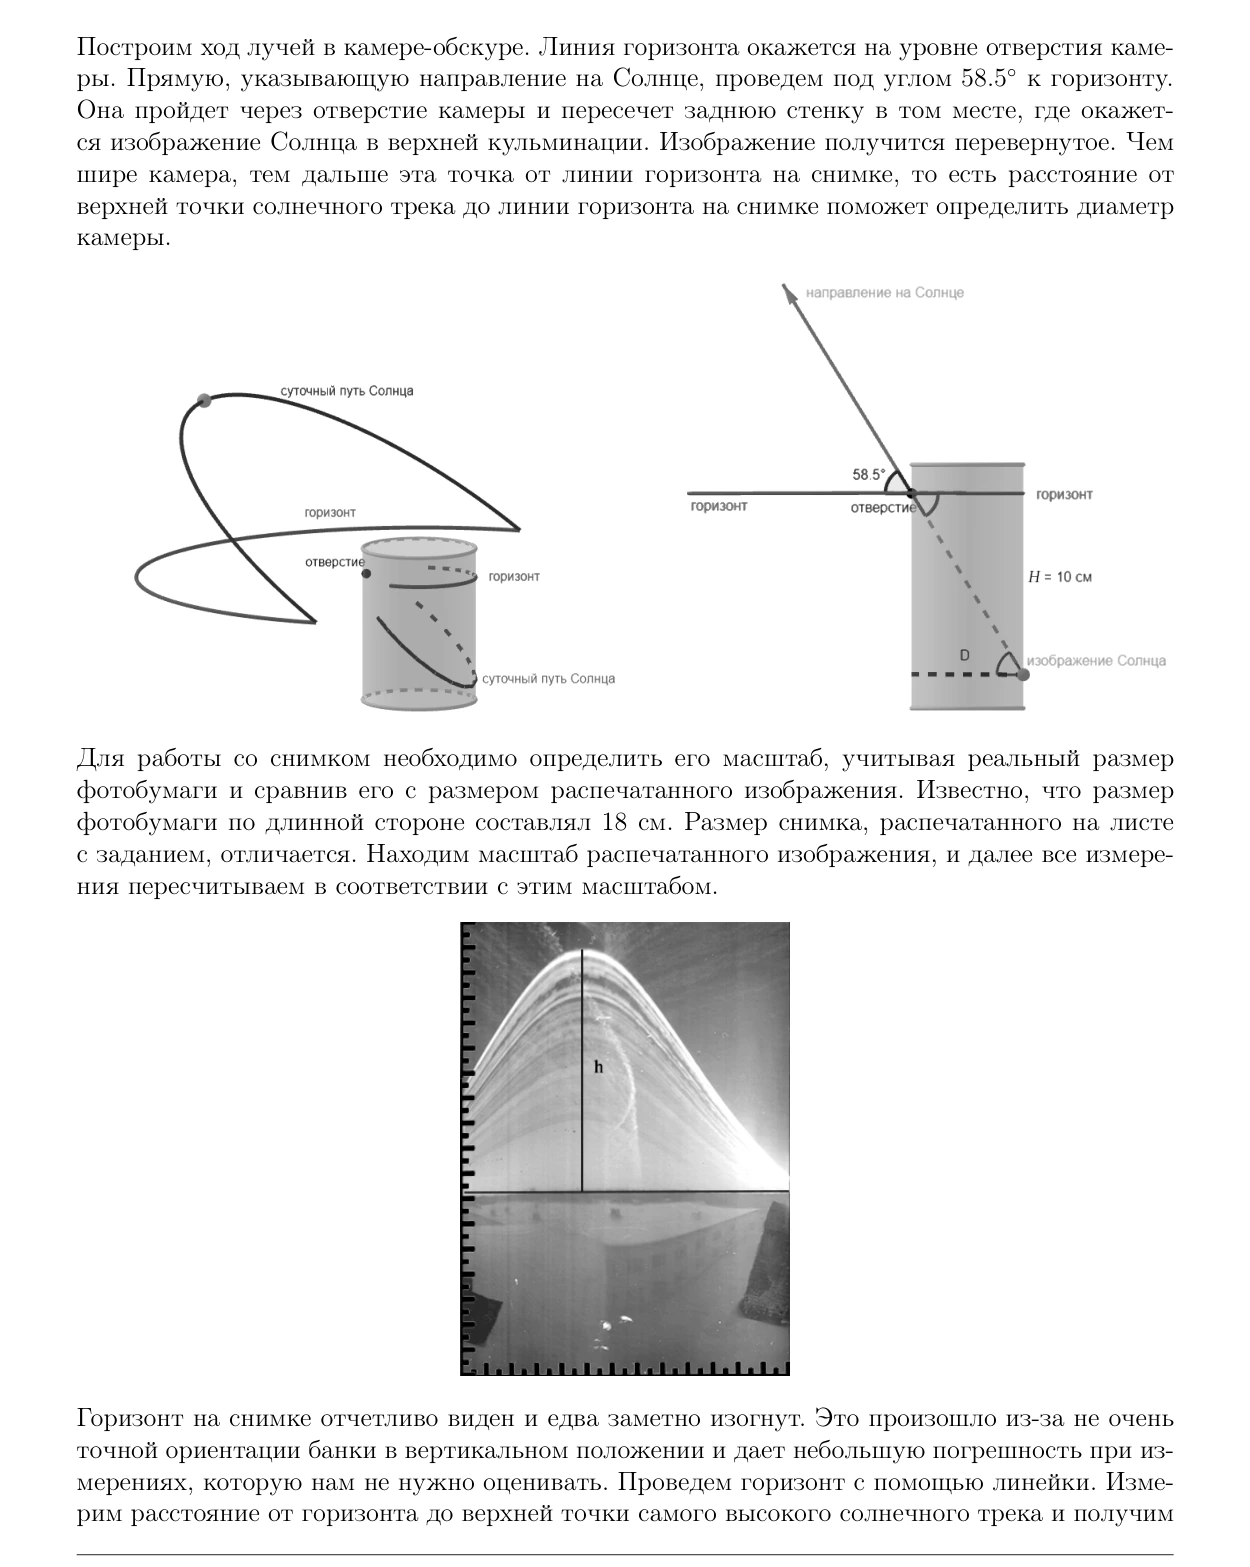 Построим ход лучей в камере-обскуре. Линия горизонта окажется на уровне отверстия каме-
ры. Прямую, указывающую направление на Солнце, проведем под углом 58.5° к горизонту.
Она пройдет через отверстие камеры и пересечет заднюю стенку в том месте, где окажет-
ся изображение Солнца в верхней кульминации. Изображение получится перевернутое. Чем
шире камера, тем дальше эта точка от линии горизонта на снимке, то есть расстояние от
верхней точки солнечного трека до линии горизонта на снимке поможет определить диаметр
камеры.
суточный путь Солнца
горизонт
отверстие
горизонт
суточный путь Солнца
направление на Солнце
58.5°
горизонт
отверстие
горизонт
H = 10 см
D
изображение Солнца
Для работы со снимком необходимо определить его масштаб, учитывая реальный размер
фотобумаги и сравнив его с размером распечатанного изображения. Известно, что размер
фотобумаги по длинной стороне составлял 18 см. Размер снимка, распечатанного на листе
с заданием, отличается. Находим масштаб распечатанного изображения, и далее все измере-
ния пересчитываем в соответствии с этим масштабом.
h
Горизонт на снимке отчетливо виден и едва заметно изогнут. Это произошло из-за не очень
точной ориентации банки в вертикальном положении и дает небольшую погрешность при из-
мерениях, которую нам не нужно оценивать. Проведем горизонт с помощью линейки. Изме-
рим расстояние от горизонта до верхней точки самого высокого солнечного трека и получим